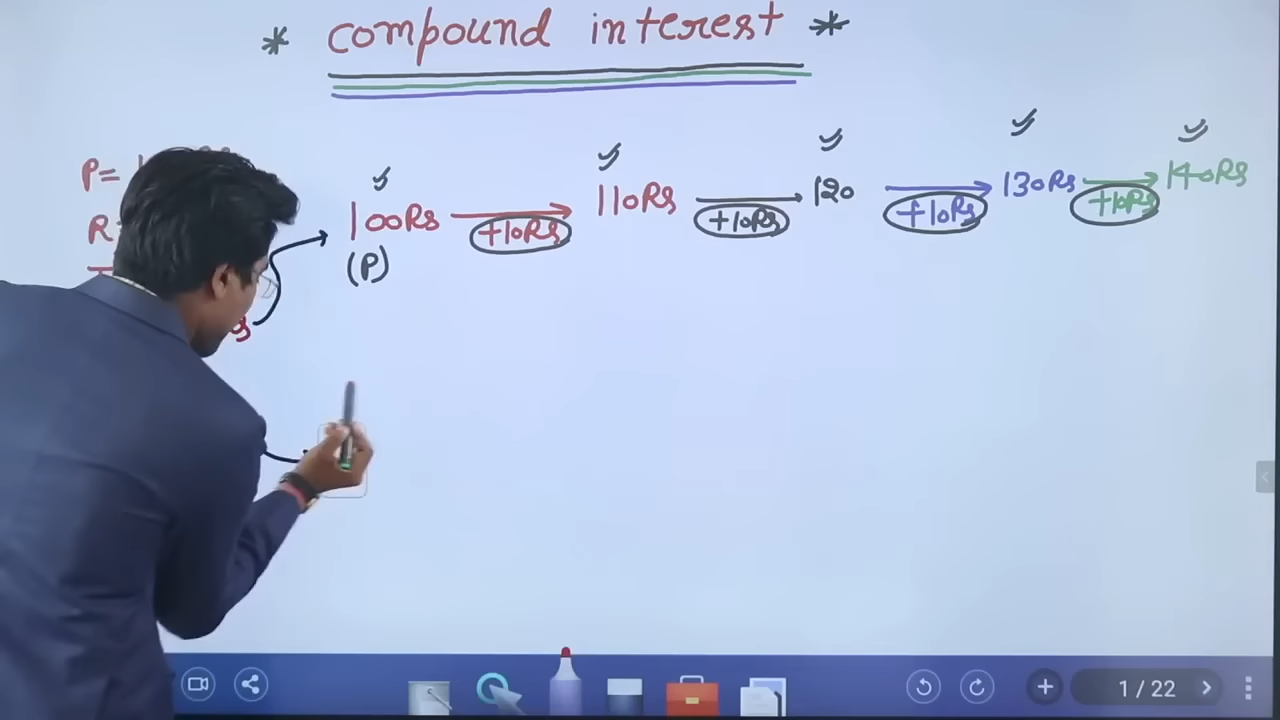 * compound interest *
P=
R
100Rs +10Rs 110Rs +10Rs 120 +10Rs 130Rs +10Rs 140Rs
(P)
1 / 22